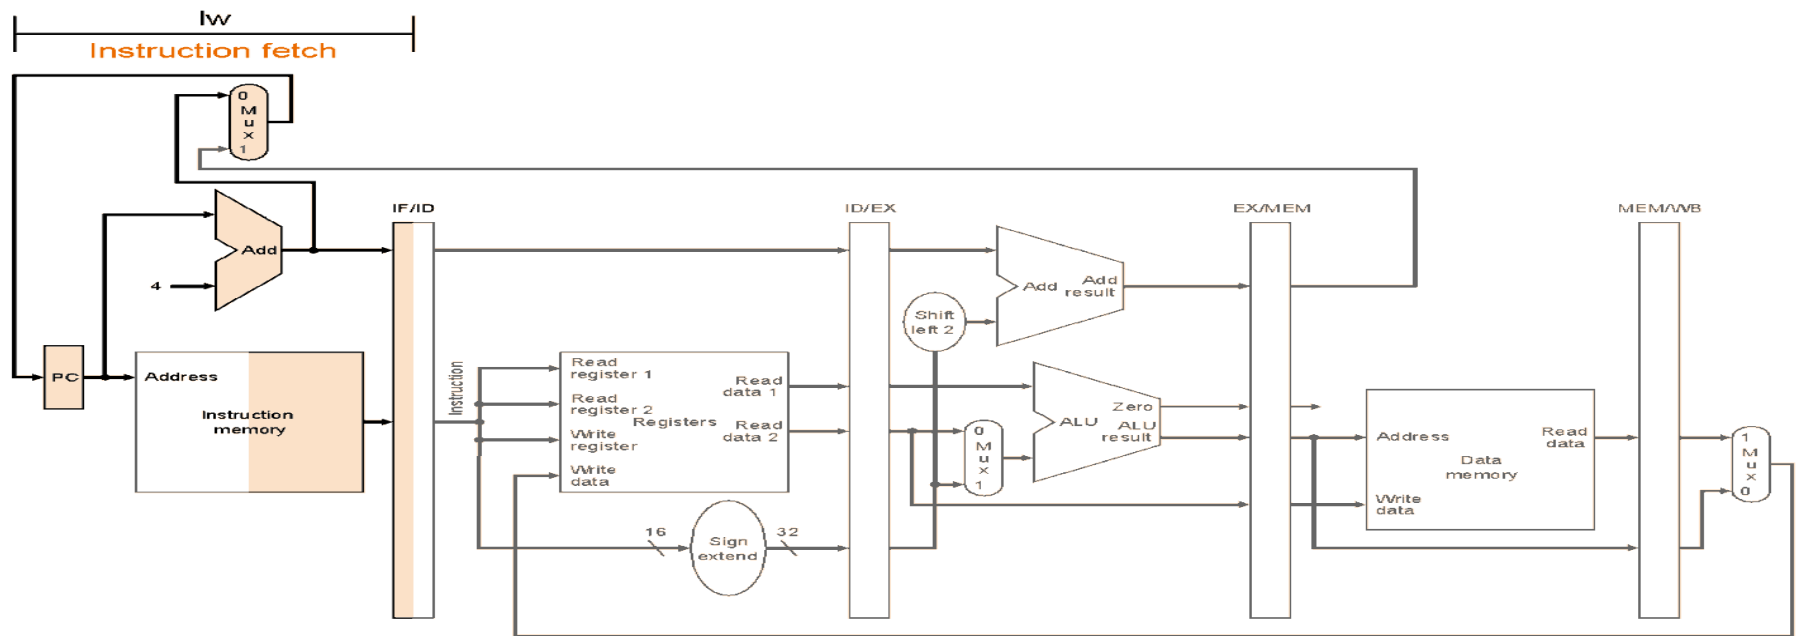 lw
Instruction fetch
0
M
u
x
1
Add
4
PC
Address
Instruction
memory
IF/ID
Instruction
Read
register 1
Read
register 2
Write
register
Write
data
Registers
Read
data 1
Read
data 2
16
Sign
extend
32
ID/EX
Shift
left 2
Add
Add
result
0
M
u
x
1
ALU
Zero
ALU
result
EX/MEM
Address
Write
data
Data
memory
Read
data
MEM/WB
1
M
u
x
0